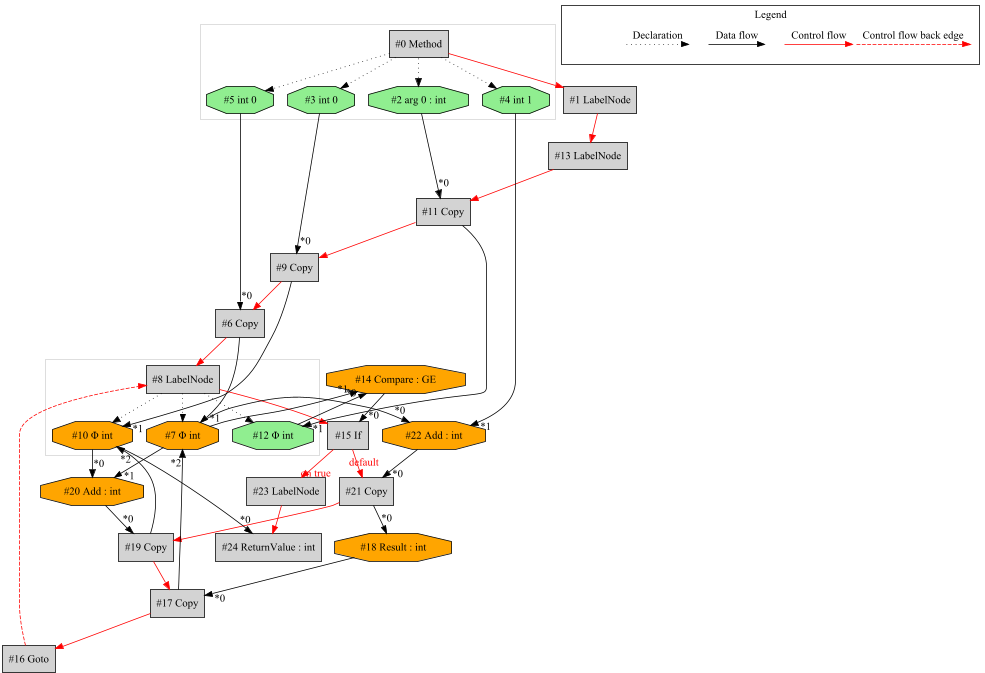 Legend
Declaration Data flow Control flow Control flow back edge
#0 Method
#5 int 0 #3 int 0 #2 arg 0 : int #4 int 1 #1 LabelNode
#13 LabelNode
*0
#11 Copy
*0
#9 Copy
*0
#6 Copy
#8 LabelNode #14 Compare : GE
*1 *0
*1 *1 *1 *0 *0 *1
#10 Φ int #7 Φ int #12 Φ int #15 If #22 Add : int
*0 *2 *1 *2 default *0
true
#20 Add : int #23 LabelNode #21 Copy
*0 *0 *0
#19 Copy #24 ReturnValue : int #18 Result : int
*0
#17 Copy
#16 Goto